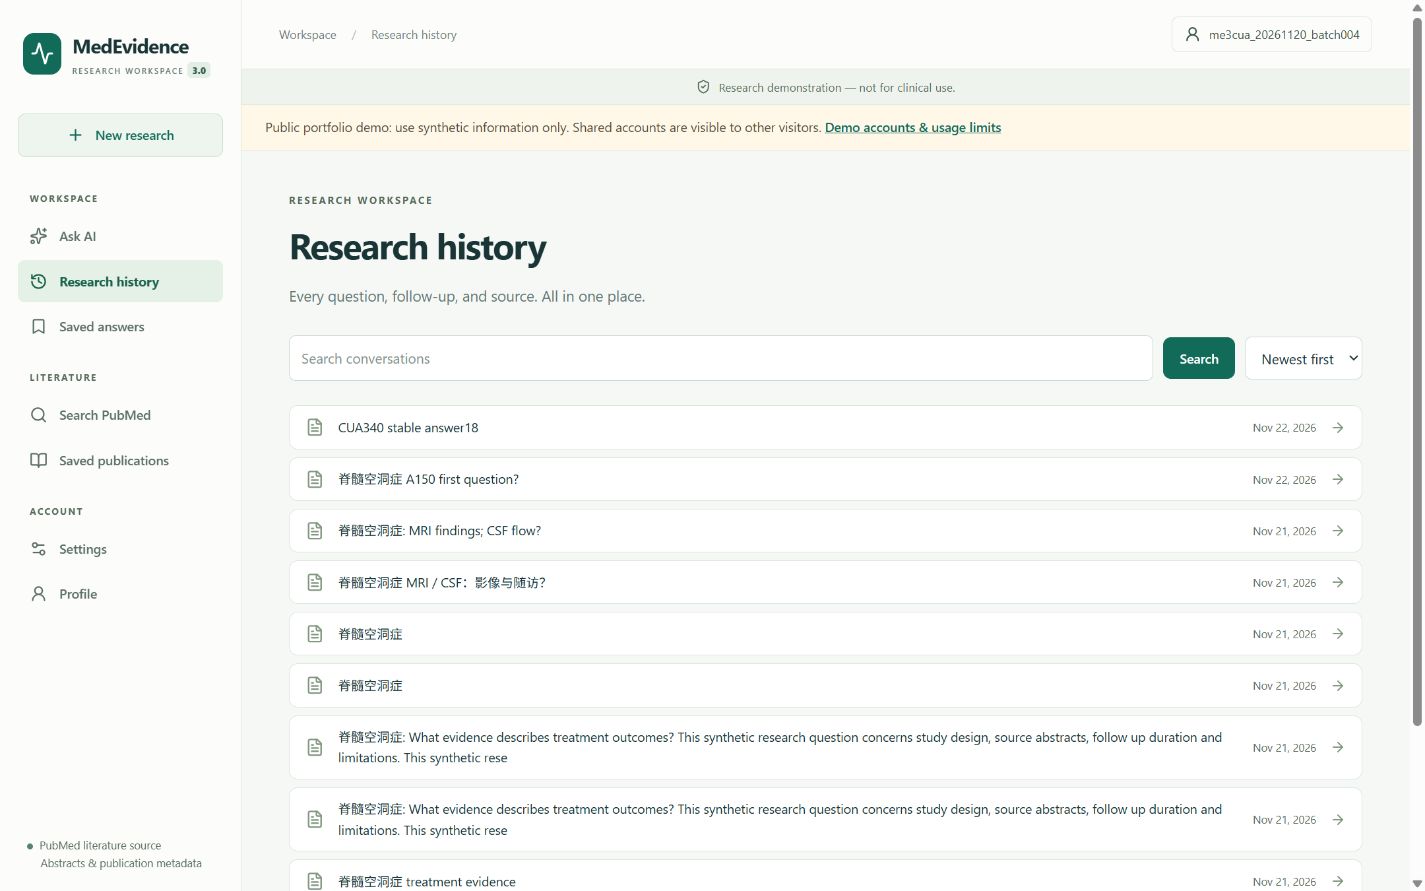 MedEvidence
RESEARCH WORKSPACE 3.0
New research
WORKSPACE
Ask AI
Research history
Saved answers
LITERATURE
Search PubMed
Saved publications
ACCOUNT
Settings
Profile
PubMed literature source
Abstracts & publication metadata
Workspace / Research history
me3cua_20261120_batch004
Research demonstration — not for clinical use.
Public portfolio demo: use synthetic information only. Shared accounts are visible to other visitors. Demo accounts & usage limits
RESEARCH WORKSPACE
Research history
Every question, follow-up, and source. All in one place.
Search conversations
Search
Newest first
CUA340 stable answer18 Nov 22, 2026
脊髓空洞症 A150 first question? Nov 22, 2026
脊髓空洞症: MRI findings; CSF flow? Nov 21, 2026
脊髓空洞症 MRI / CSF：影像与随访？ Nov 21, 2026
脊髓空洞症 Nov 21, 2026
脊髓空洞症 Nov 21, 2026
脊髓空洞症: What evidence describes treatment outcomes? This synthetic research question concerns study design, source abstracts, follow up duration and
limitations. This synthetic rese
Nov 21, 2026
脊髓空洞症: What evidence describes treatment outcomes? This synthetic research question concerns study design, source abstracts, follow up duration and
limitations. This synthetic rese
Nov 21, 2026
脊髓空洞症 treatment evidence Nov 21, 2026